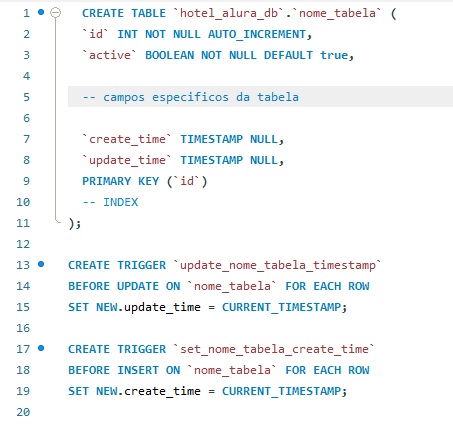 1 CREATE TABLE `hotel_alura_db`.`nome_tabela` (
2 `id` INT NOT NULL AUTO_INCREMENT,
3 `active` BOOLEAN NOT NULL DEFAULT true,
4
5 -- campos especificos da tabela
6
7 `create_time` TIMESTAMP NULL,
8 `update_time` TIMESTAMP NULL,
9 PRIMARY KEY (`id`)
10 -- INDEX
11 );
12
13 CREATE TRIGGER `update_nome_tabela_timestamp`
14 BEFORE UPDATE ON `nome_tabela` FOR EACH ROW
15 SET NEW.update_time = CURRENT_TIMESTAMP;
16
17 CREATE TRIGGER `set_nome_tabela_create_time`
18 BEFORE INSERT ON `nome_tabela` FOR EACH ROW
19 SET NEW.create_time = CURRENT_TIMESTAMP;
20